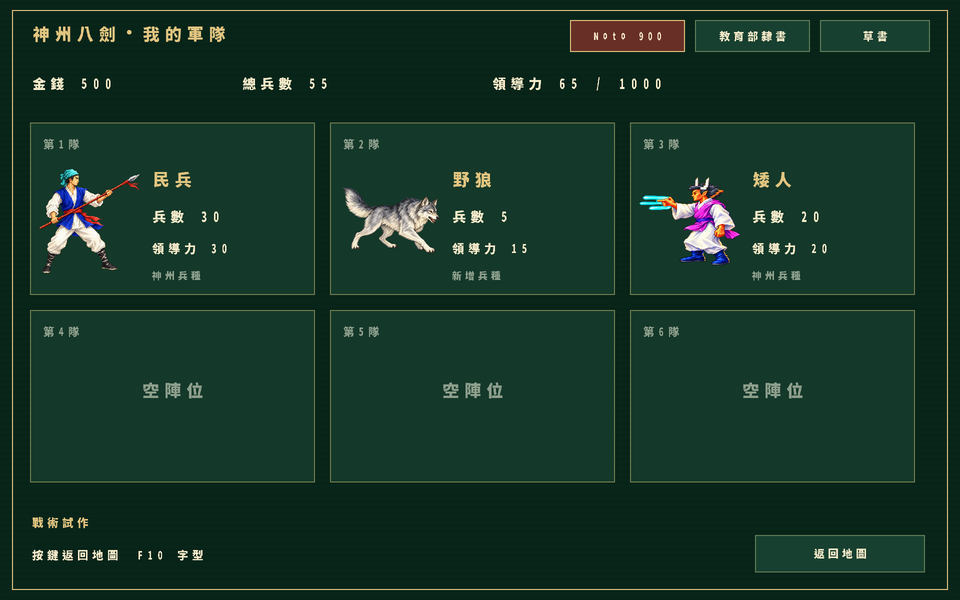 神州八劍・我的軍隊
Noto 900
教育部隸書
草書
金錢 500
總兵數 55
領導力 65 / 1000
第1隊
民兵
兵數 30
領導力 30
神州兵種
第2隊
野狼
兵數 5
領導力 15
新增兵種
第3隊
矮人
兵數 20
領導力 20
神州兵種
第4隊
空陣位
第5隊
空陣位
第6隊
空陣位
戰術試作
按鍵返回地圖 F10 字型
返回地圖